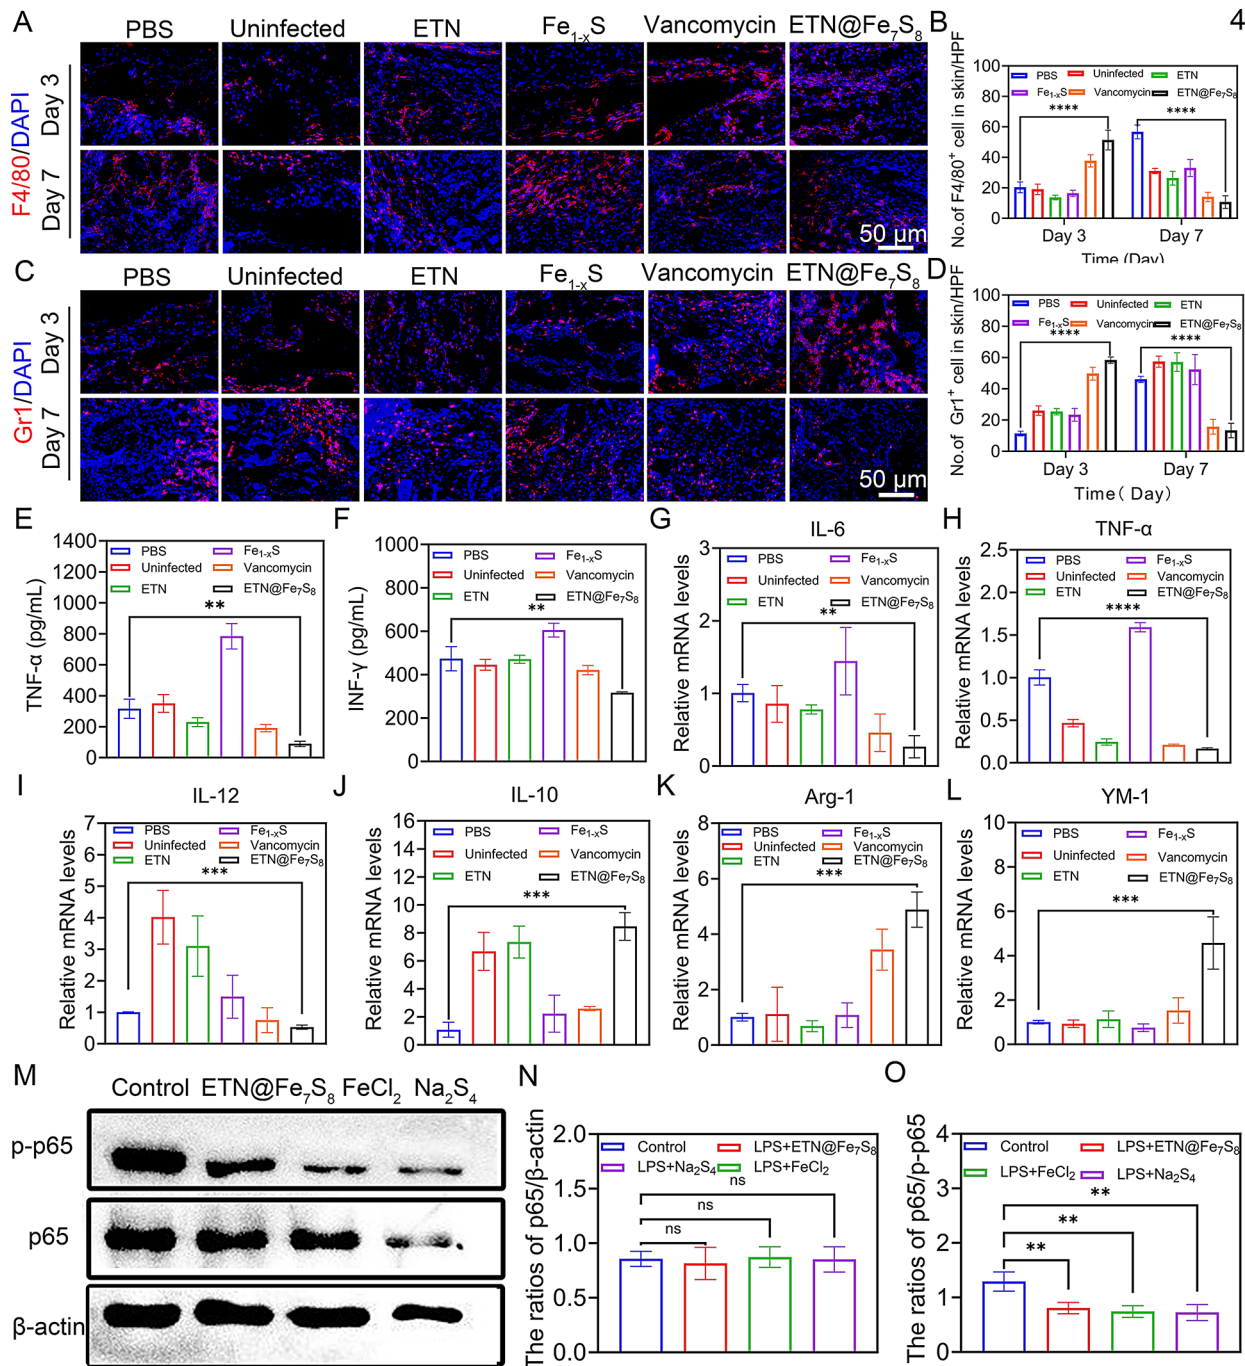 A
PBS Uninfected ETN Fe1-xS Vancomycin ETN@Fe7S8
F4/80/DAPI
Day 3
Day 7
50 μm
B
4
No.of F4/80+ cell in skin/HPF
100
80
60
40
20
0
PBS Uninfected ETN
Fe1-xS Vancomycin ETN@Fe7S8
**** ****
Day 3 Day 7
Time (Day)
C
PBS Uninfected ETN Fe1-xS Vancomycin ETN@Fe7S8
Gr1/DAPI
Day 3
Day 7
50 μm
D
No.of Gr1+ cell in skin/HPF
100
80
60
40
20
0
PBS Uninfected ETN
Fe1-xS Vancomycin ETN@Fe7S8
**** ****
Day 3 Day 7
Time( Day)
E
TNF-α (pg/mL)
1400
1200
1000
800
600
400
200
0
PBS Fe1-xS
Uninfected Vancomycin
ETN ETN@Fe7S8
**
F
INF-γ (pg/mL)
1000
800
600
400
200
0
PBS Fe1-xS
Uninfected Vancomycin
ETN ETN@Fe7S8
**
G
IL-6
Relative mRNA levels
3
2
1
0
PBS Fe1-xS
Uninfected Vancomycin
ETN ETN@Fe7S8
**
H
TNF-α
Relative mRNA levels
2.5
2.0
1.5
1.0
0.5
0.0
PBS Fe1-xS
Uninfected Vancomycin
ETN ETN@Fe7S8
****
I
IL-12
Relative mRNA levels
7
6
5
4
3
2
1
0
PBS Fe1-xS
Uninfected Vancomycin
ETN ETN@Fe7S8
***
J
IL-10
Relative mRNA levels
16
14
12
10
8
6
4
2
0
PBS Fe1-xS
Uninfected Vancomycin
ETN ETN@Fe7S8
***
K
Arg-1
Relative mRNA levels
8
6
4
2
0
PBS Fe1-xS
Uninfected Vancomycin
ETN ETN@Fe7S8
***
L
YM-1
Relative mRNA levels
10
8
6
4
2
0
PBS Fe1-xS
Uninfected Vancomycin
ETN ETN@Fe7S8
***
M
Control ETN@Fe7S8 FeCl2 Na2S4
p-p65
p65
β-actin
N
The ratios of p65/β-actin
2.0
1.5
1.0
0.5
0.0
Control LPS+ETN@Fe7S8
LPS+Na2S4 LPS+FeCl2
ns
ns
ns
O
The ratios of p65/p-p65
4
3
2
1
0
Control LPS+ETN@Fe7S8
LPS+FeCl2 LPS+Na2S4
**
**
**